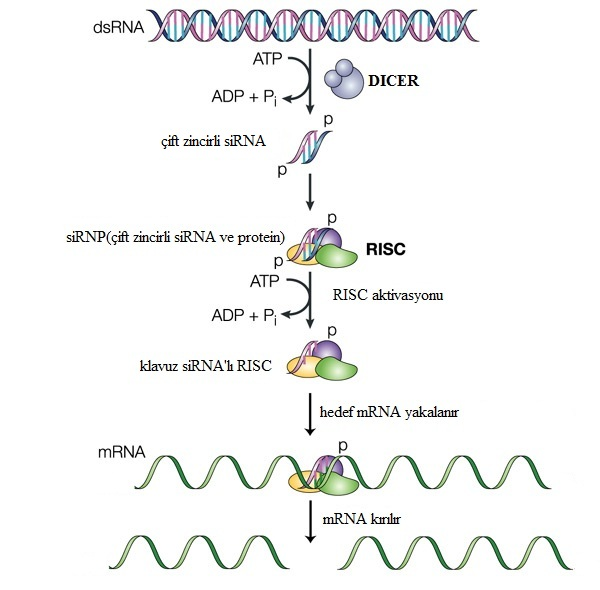 dsRNA
ATP
DICER
ADP + Pi
p
çift zincirli siRNA
p
p
siRNP(çift zincirli siRNA ve protein)
RISC
p
ATP
RISC aktivasyonu
ADP + Pi
p
klavuz siRNA'lı RISC
hedef mRNA yakalanır
p
mRNA
mRNA kırılır